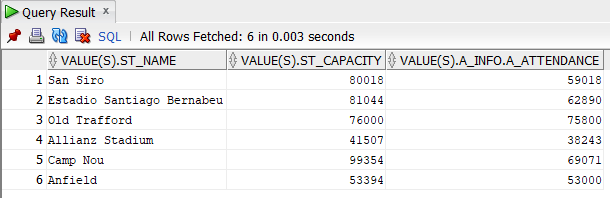 Query Result x
SQL | All Rows Fetched: 6 in 0.003 seconds
VALUE(S).ST_NAME VALUE(S).ST_CAPACITY VALUE(S).A_INFO.A_ATTENDANCE
1 San Siro 80018 59018
2 Estadio Santiago Bernabeu 81044 62890
3 Old Trafford 76000 75800
4 Allianz Stadium 41507 38243
5 Camp Nou 99354 69071
6 Anfield 53394 53000